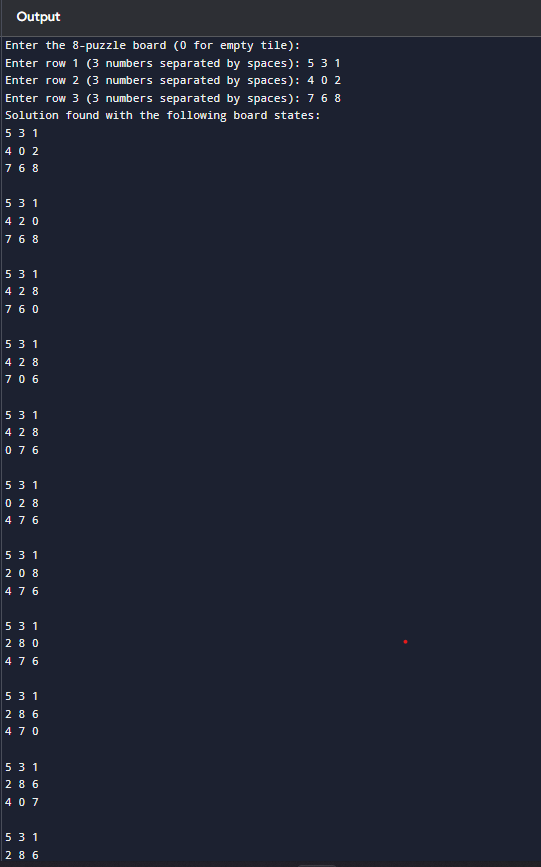 Output
Enter the 8-puzzle board (0 for empty tile):
Enter row 1 (3 numbers separated by spaces): 5 3 1
Enter row 2 (3 numbers separated by spaces): 4 0 2
Enter row 3 (3 numbers separated by spaces): 7 6 8
Solution found with the following board states:
5 3 1
4 0 2
7 6 8
5 3 1
4 2 0
7 6 8
5 3 1
4 2 8
7 6 0
5 3 1
4 2 8
7 0 6
5 3 1
4 2 8
0 7 6
5 3 1
0 2 8
4 7 6
5 3 1
2 0 8
4 7 6
5 3 1
2 8 0
4 7 6
5 3 1
2 8 6
4 7 0
5 3 1
2 8 6
4 0 7
5 3 1
2 8 6